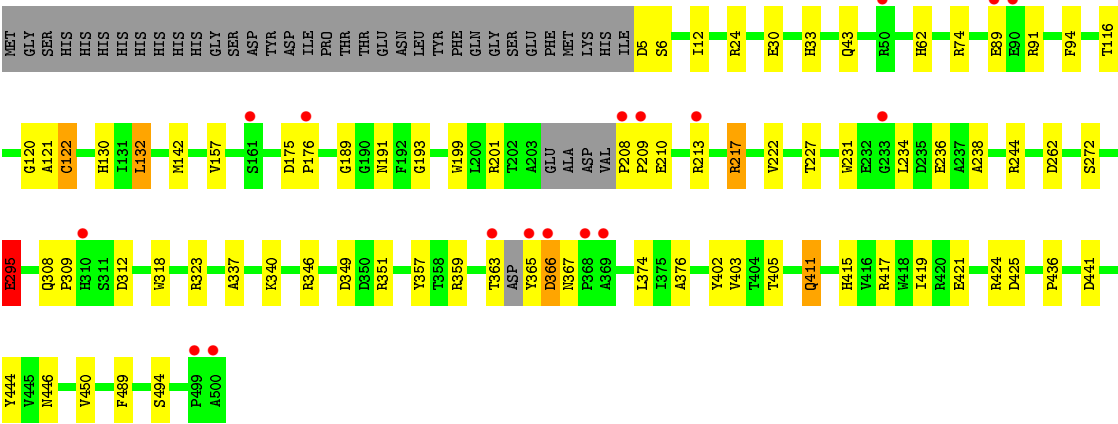 MET GLY SER HIS HIS HIS HIS HIS HIS HIS HIS HIS HIS GLY SER ASP TYR ASP ILE PRO THR THR GLU ASN LEU TYR PHE GLN GLY SER GLU PHE MET LYS HIS ILE D5 S6 I12 R24 E30 H33 Q43 R50 H62 R74 E89 E90 R91 F94 T116
G120 A121 C122 H130 I131 L132 M142 V157 S161 D175 P176 G189 G190 N191 F192 G193 W199 L200 R201 T202 A203 GLU ALA ASP VAL P208 P209 E210 R213 R217 V222 T227 W231 E232 G233 L234 D235 E236 A237 A238 R244 D262 S272
E295 Q308 P309 H310 S311 D312 W318 R323 A337 K340 R346 D349 D350 R351 Y357 T358 R359 T363 ASP Y365 D366 N367 P368 A369 L374 I375 A376 Y402 V403 T404 T405 Q411 H415 V416 R417 W418 I419 R420 E421 R424 D425 P436 D441
Y444 V445 N446 V450 F489 S494 P499 A500